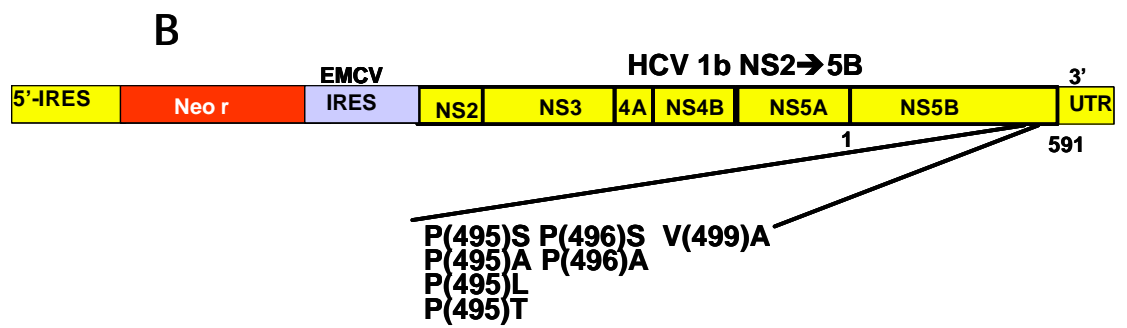 B
HCV 1b NS2➔5B
EMCV
3'
5'-IRES Neo r IRES NS2 NS3 4A NS4B NS5A NS5B UTR
1 591
P(495)S P(496)S V(499)A
P(495)A P(496)A
P(495)L
P(495)T